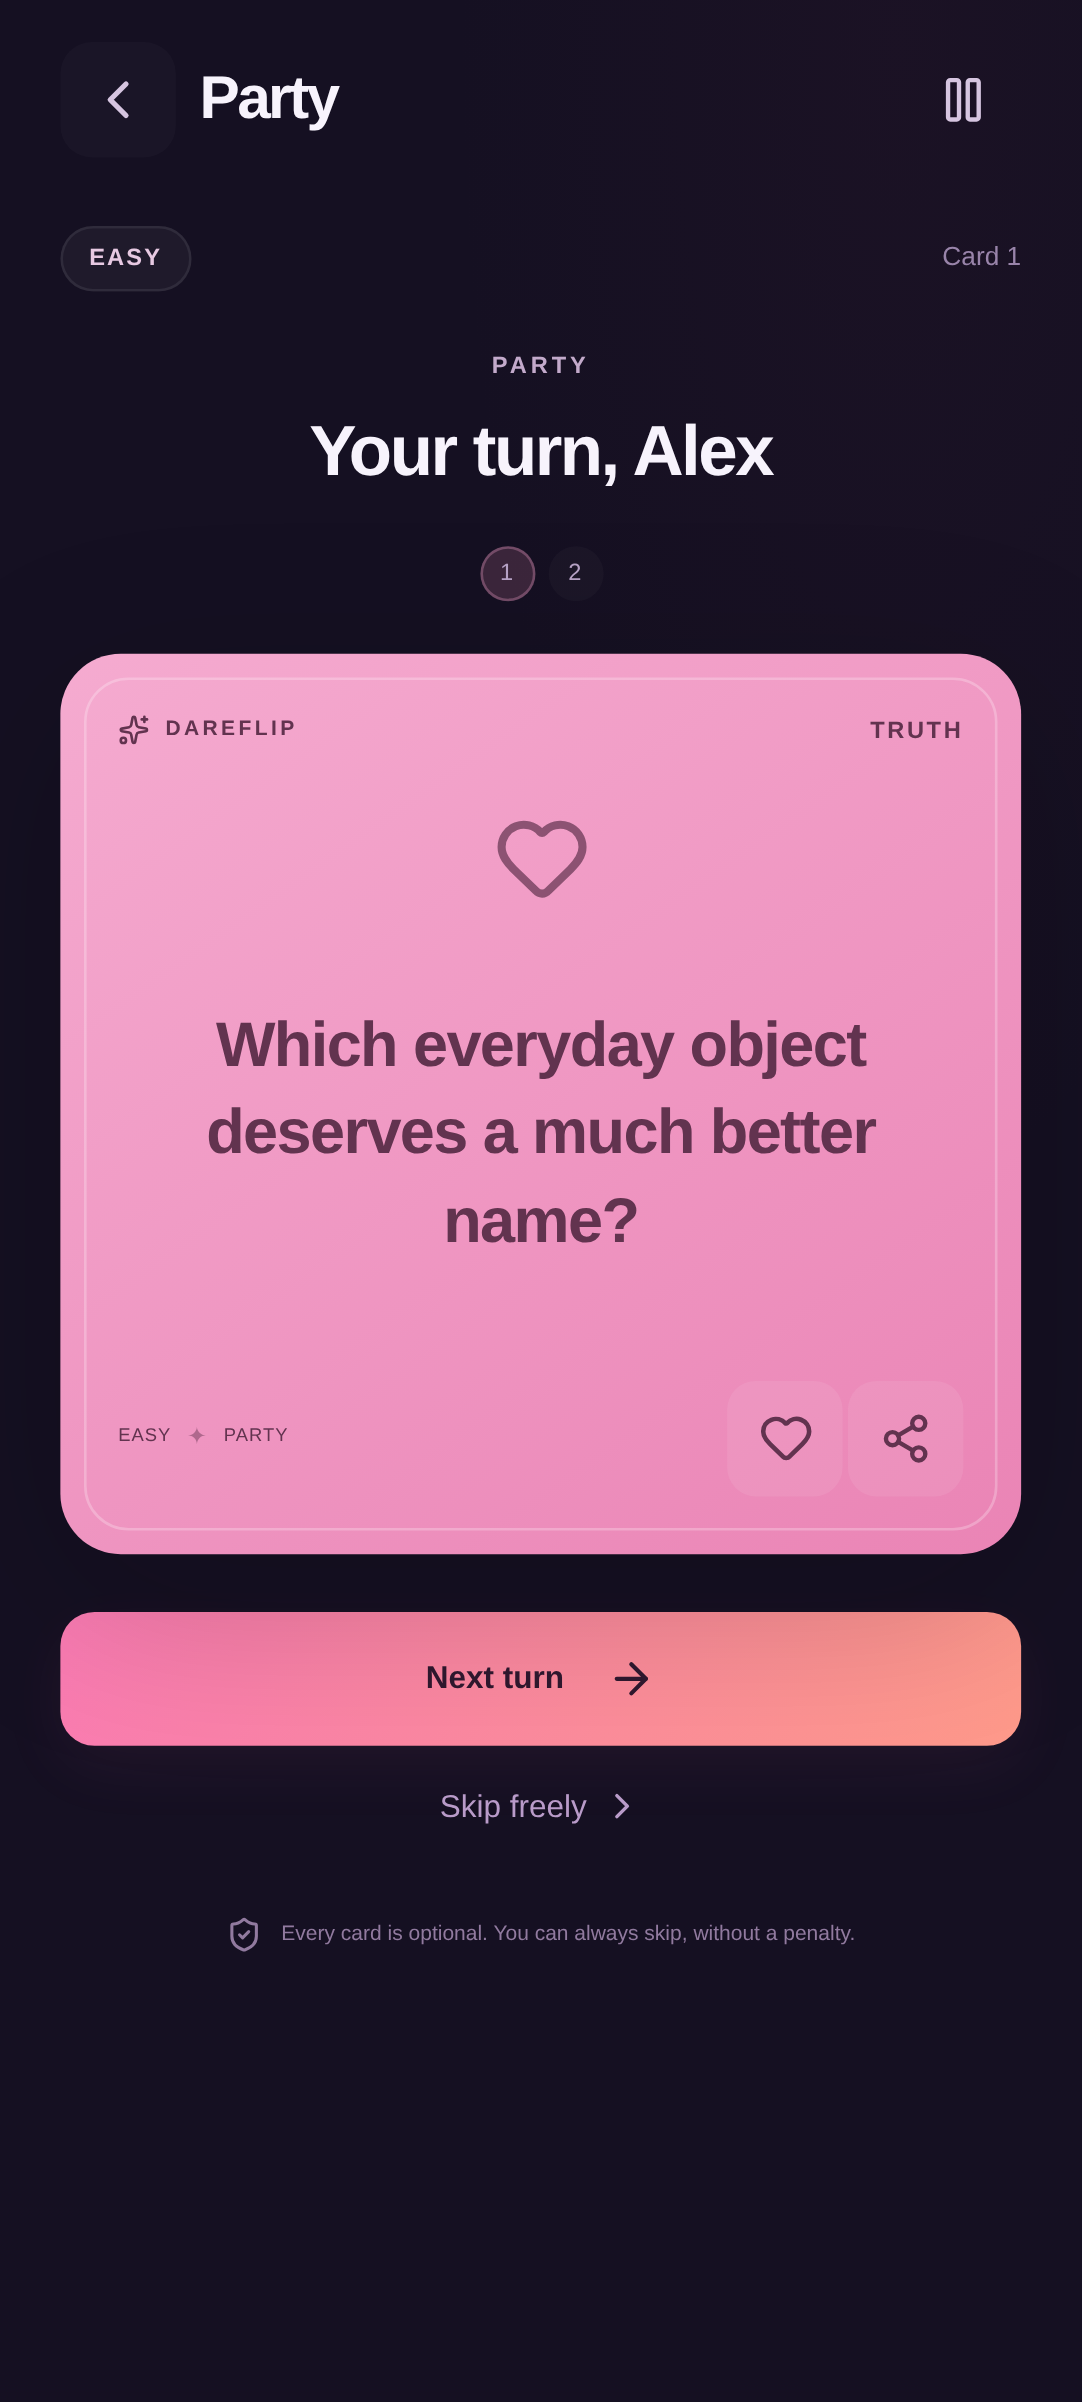 Party
EASY
Card 1
PARTY
Your turn, Alex
1 2
DAREFLIP
TRUTH
Which everyday object
deserves a much better
name?
EASY ✦ PARTY
Next turn
Skip freely
Every card is optional. You can always skip, without a penalty.